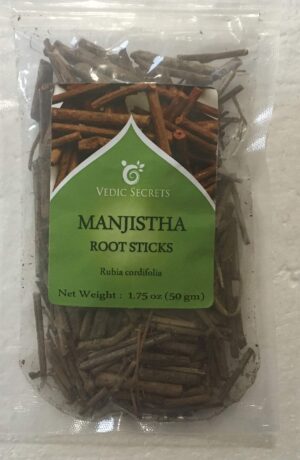 VEDIC SECRETS
MANJISTHA
ROOT STICKS
Rubia cordifolia
Net Weight : 1.75 oz (50 gm)